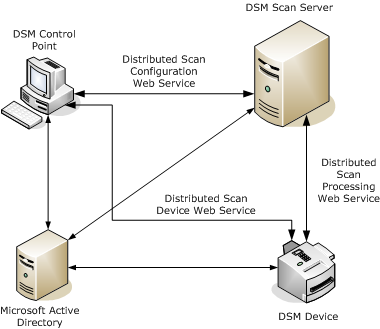 DSM Scan Server
DSM Control
Point
Distributed Scan
Configuration
Web Service
Distributed
Scan
Processing
Web Service
Distributed Scan
Device Web Service
Microsoft Active
Directory
DSM Device